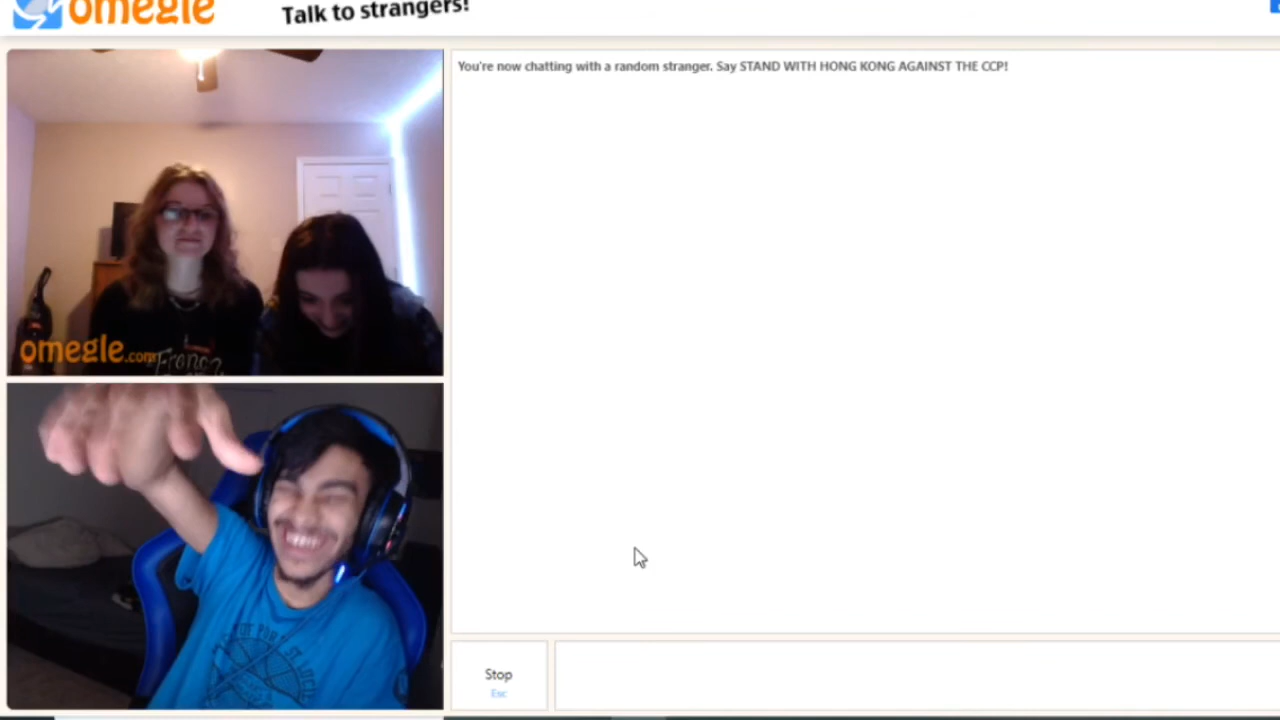 omegle
Talk to strangers!
You're now chatting with a random stranger. Say STAND WITH HONG KONG AGAINST THE CCP!
omegle.com
Stop
Esc